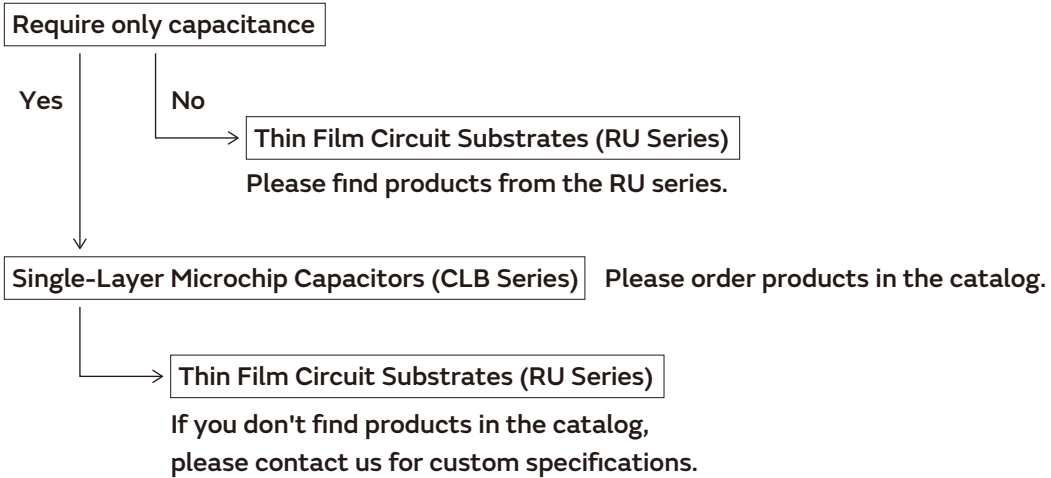 Require only capacitance
Yes
No
Thin Film Circuit Substrates (RU Series)
Please find products from the RU series.
Single-Layer Microchip Capacitors (CLB Series)
Please order products in the catalog.
Thin Film Circuit Substrates (RU Series)
If you don't find products in the catalog,
please contact us for custom specifications.